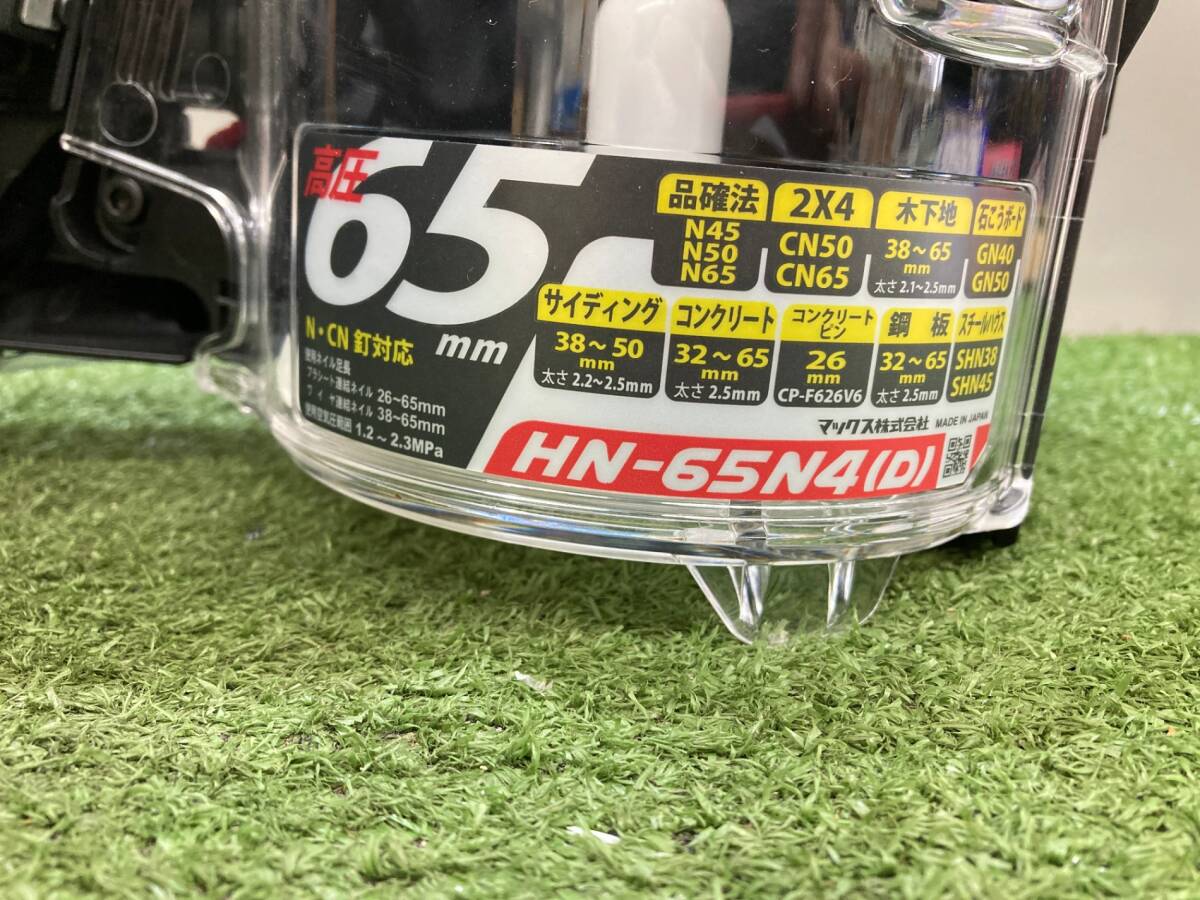 高圧
65
mm
N・CN 釘対応
使用ネイル足長
プラシート連結ネイル 26~65mm
ワイヤ連結ネイル 38~65mm
使用空気圧範囲 1.2~2.3MPa
品確法
N45
N50
N65
2X4
CN50
CN65
木下地
38~65
mm
太さ 2.1~2.5mm
石こうボード
GN40
GN50
サイディング
38~50
mm
太さ 2.2~2.5mm
コンクリート
32~65
mm
太さ 2.5mm
コンクリート
ピン
26
mm
CP-F626V6
鋼 板
32~65
mm
太さ 2.5mm
スチールハウス
SHN38
SHN45
マックス株式会社 MADE IN JAPAN
HN-65N4(D)